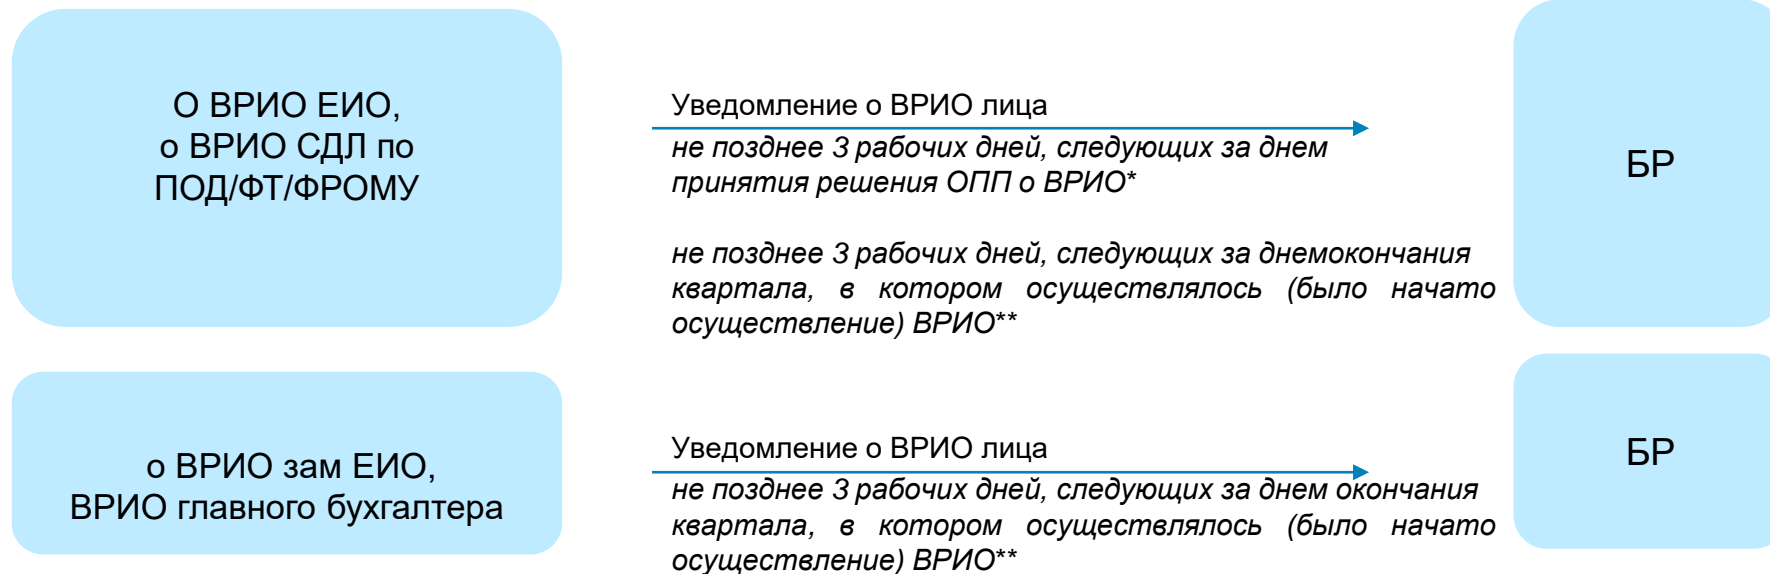 О ВРИО ЕИО,
о ВРИО СДЛ по
ПОД/ФТ/ФРОМУ
Уведомление о ВРИО лица
не позднее 3 рабочих дней, следующих за днем
принятия решения ОПП о ВРИО*
не позднее 3 рабочих дней, следующих за днемокончания
квартала, в котором осуществлялось (было начато
осуществление) ВРИО**
БР
о ВРИО зам ЕИО,
ВРИО главного бухгалтера
Уведомление о ВРИО лица
не позднее 3 рабочих дней, следующих за днем окончания
квартала, в котором осуществлялось (было начато
осуществление) ВРИО**
БР